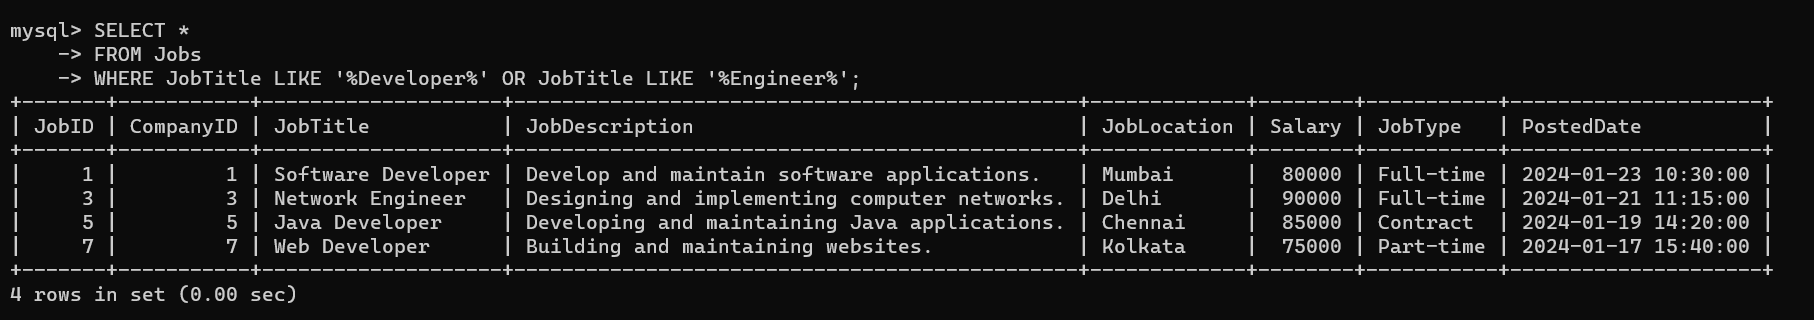 mysql> SELECT *
    -> FROM Jobs
    -> WHERE JobTitle LIKE '%Developer%' OR JobTitle LIKE '%Engineer%';
+-------+-----------+--------------------+-----------------------------------------------+-------------+--------+-----------+---------------------+
| JobID | CompanyID | JobTitle           | JobDescription                                | JobLocation | Salary | JobType   | PostedDate          |
+-------+-----------+--------------------+-----------------------------------------------+-------------+--------+-----------+---------------------+
|     1 |         1 | Software Developer | Develop and maintain software applications.   | Mumbai      |  80000 | Full-time | 2024-01-23 10:30:00 |
|     3 |         3 | Network Engineer   | Designing and implementing computer networks. | Delhi       |  90000 | Full-time | 2024-01-21 11:15:00 |
|     5 |         5 | Java Developer     | Developing and maintaining Java applications. | Chennai     |  85000 | Contract  | 2024-01-19 14:20:00 |
|     7 |         7 | Web Developer      | Building and maintaining websites.            | Kolkata     |  75000 | Part-time | 2024-01-17 15:40:00 |
+-------+-----------+--------------------+-----------------------------------------------+-------------+--------+-----------+---------------------+
4 rows in set (0.00 sec)